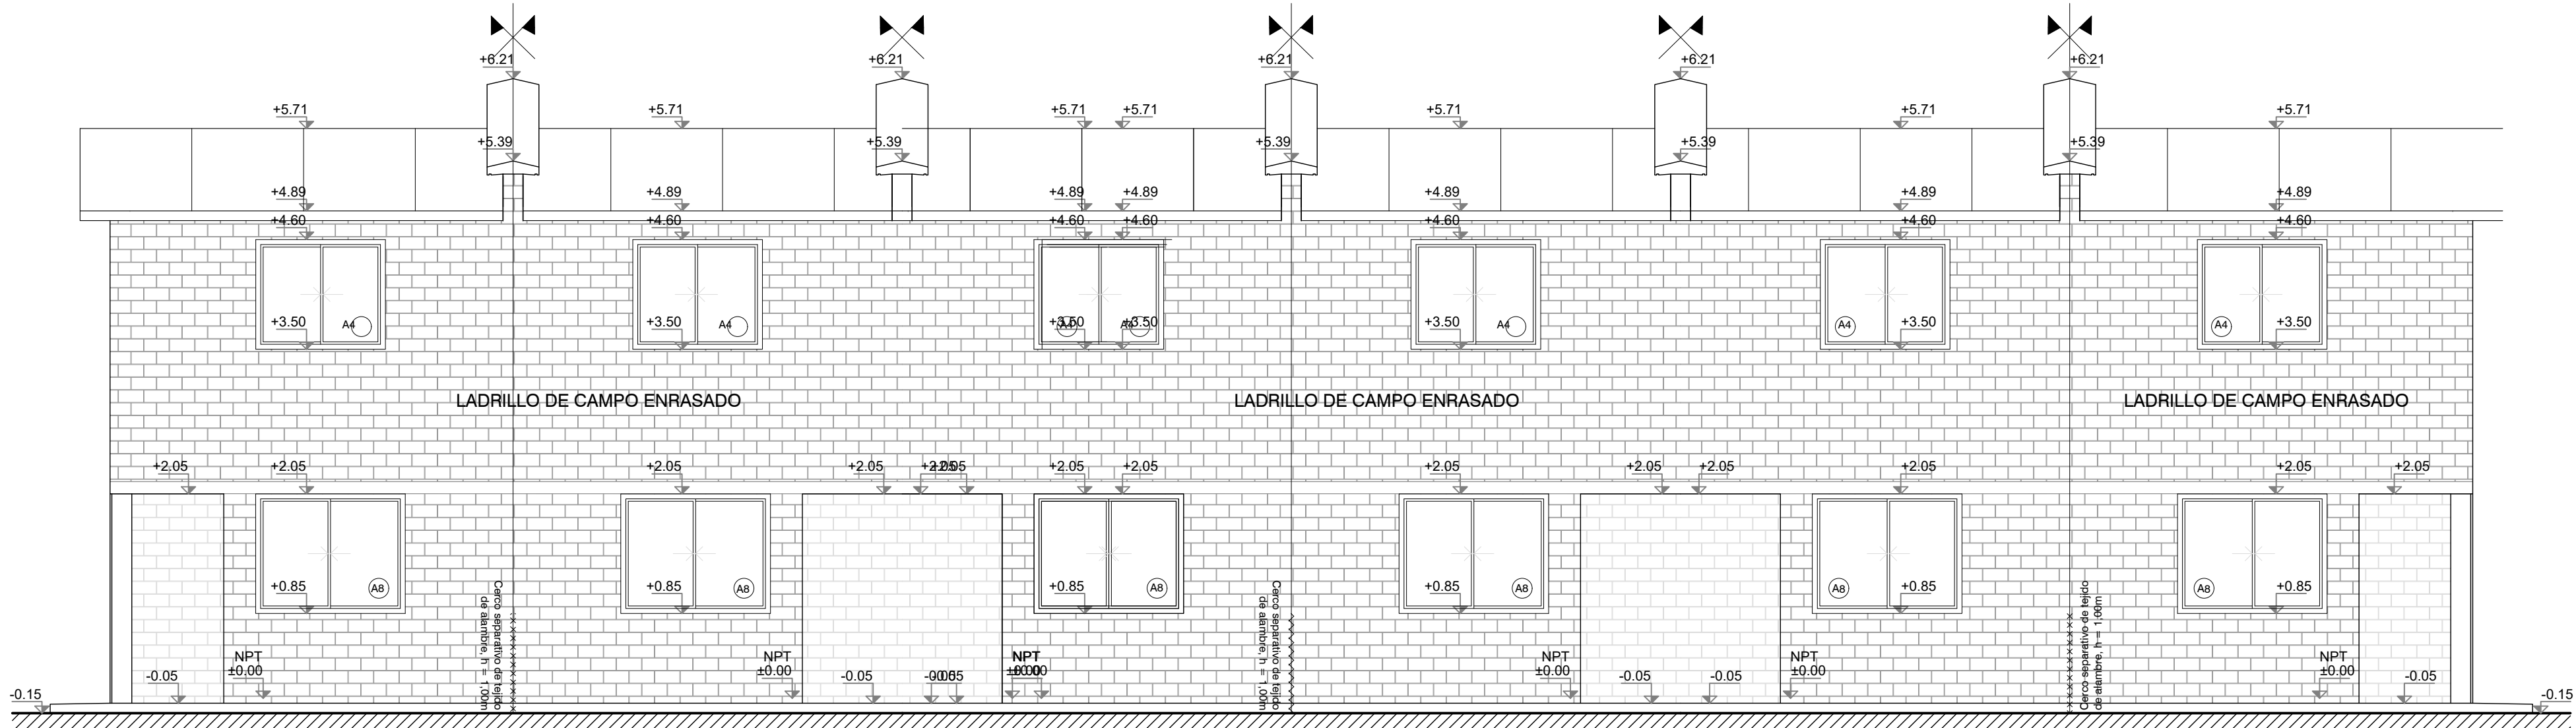 +6.21 +6.21 +6.21 +6.21 +6.21
+5.71 +5.71 +5.71 +5.71 +5.71 +5.71 +5.71
+5.39 +5.39 +5.39 +5.39 +5.39
+4.89 +4.89 +4.89 +4.89 +4.89 +4.89 +4.89
+4.60 +4.60 +4.60 +4.60 +4.60 +4.60 +4.60
+3.50 A4 +3.50 A4 +3.50 A4 +3.50 A4 +3.50 A4 A4 +3.50 A4 +3.50
LADRILLO DE CAMPO ENRASADO LADRILLO DE CAMPO ENRASADO LADRILLO DE CAMPO ENRASADO
+2.05 +2.05 +2.05 +2.05 +2.05 +2.05 +2.05 +2.05 +2.05 +2.05 +2.05 +2.05 +2.05 +2.05
+0.85 A8 +0.85 A8 +0.85 A8 +0.85 A8 A8 +0.85 A8 +0.85
Cerco separativo de tejido
de alambre, h = 1,00m
Cerco separativo de tejido
de alambre, h = 1,00m
Cerco separativo de tejido
de alambre, h = 1,00m
NPT NPT NPT NPT NPT NPT
±0.00 ±0.00 ±0.00 ±0.00 ±0.00 ±0.00
-0.05 -0.05 -0.05 -0.05 -0.05 -0.05 -0.05
-0.15 -0.15